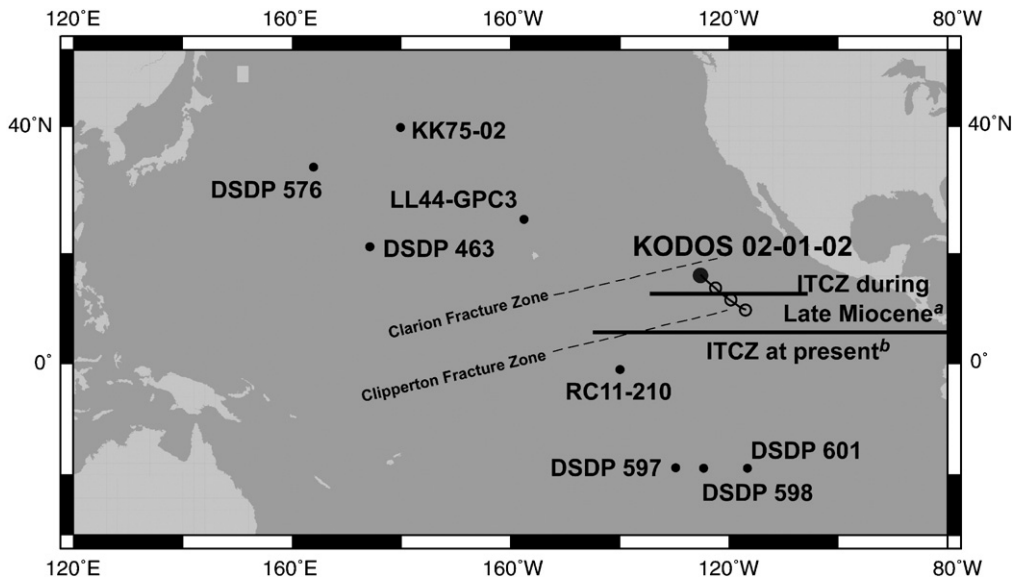 120°E 160°E 160°W 120°W 80°W
40°N 40°N
KK75-02
DSDP 576
LL44-GPC3
DSDP 463
KODOS 02-01-02
ITCZ during
Late Miocene^a
Clarion Fracture Zone
ITCZ at present^b
Clipperton Fracture Zone
0° 0°
RC11-210
DSDP 601
DSDP 597
DSDP 598
120°E 160°E 160°W 120°W 80°W